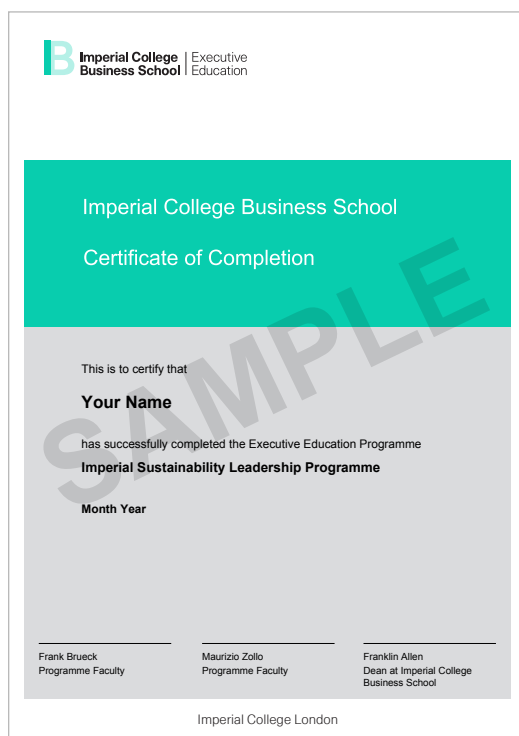 Imperial College | Executive
Business School | Education
Imperial College Business School
Certificate of Completion
SAMPLE
This is to certify that
Your Name
has successfully completed the Executive Education Programme
Imperial Sustainability Leadership Programme
Month Year
Frank Brueck
Programme Faculty
Maurizio Zollo
Programme Faculty
Franklin Allen
Dean at Imperial College
Business School
Imperial College London